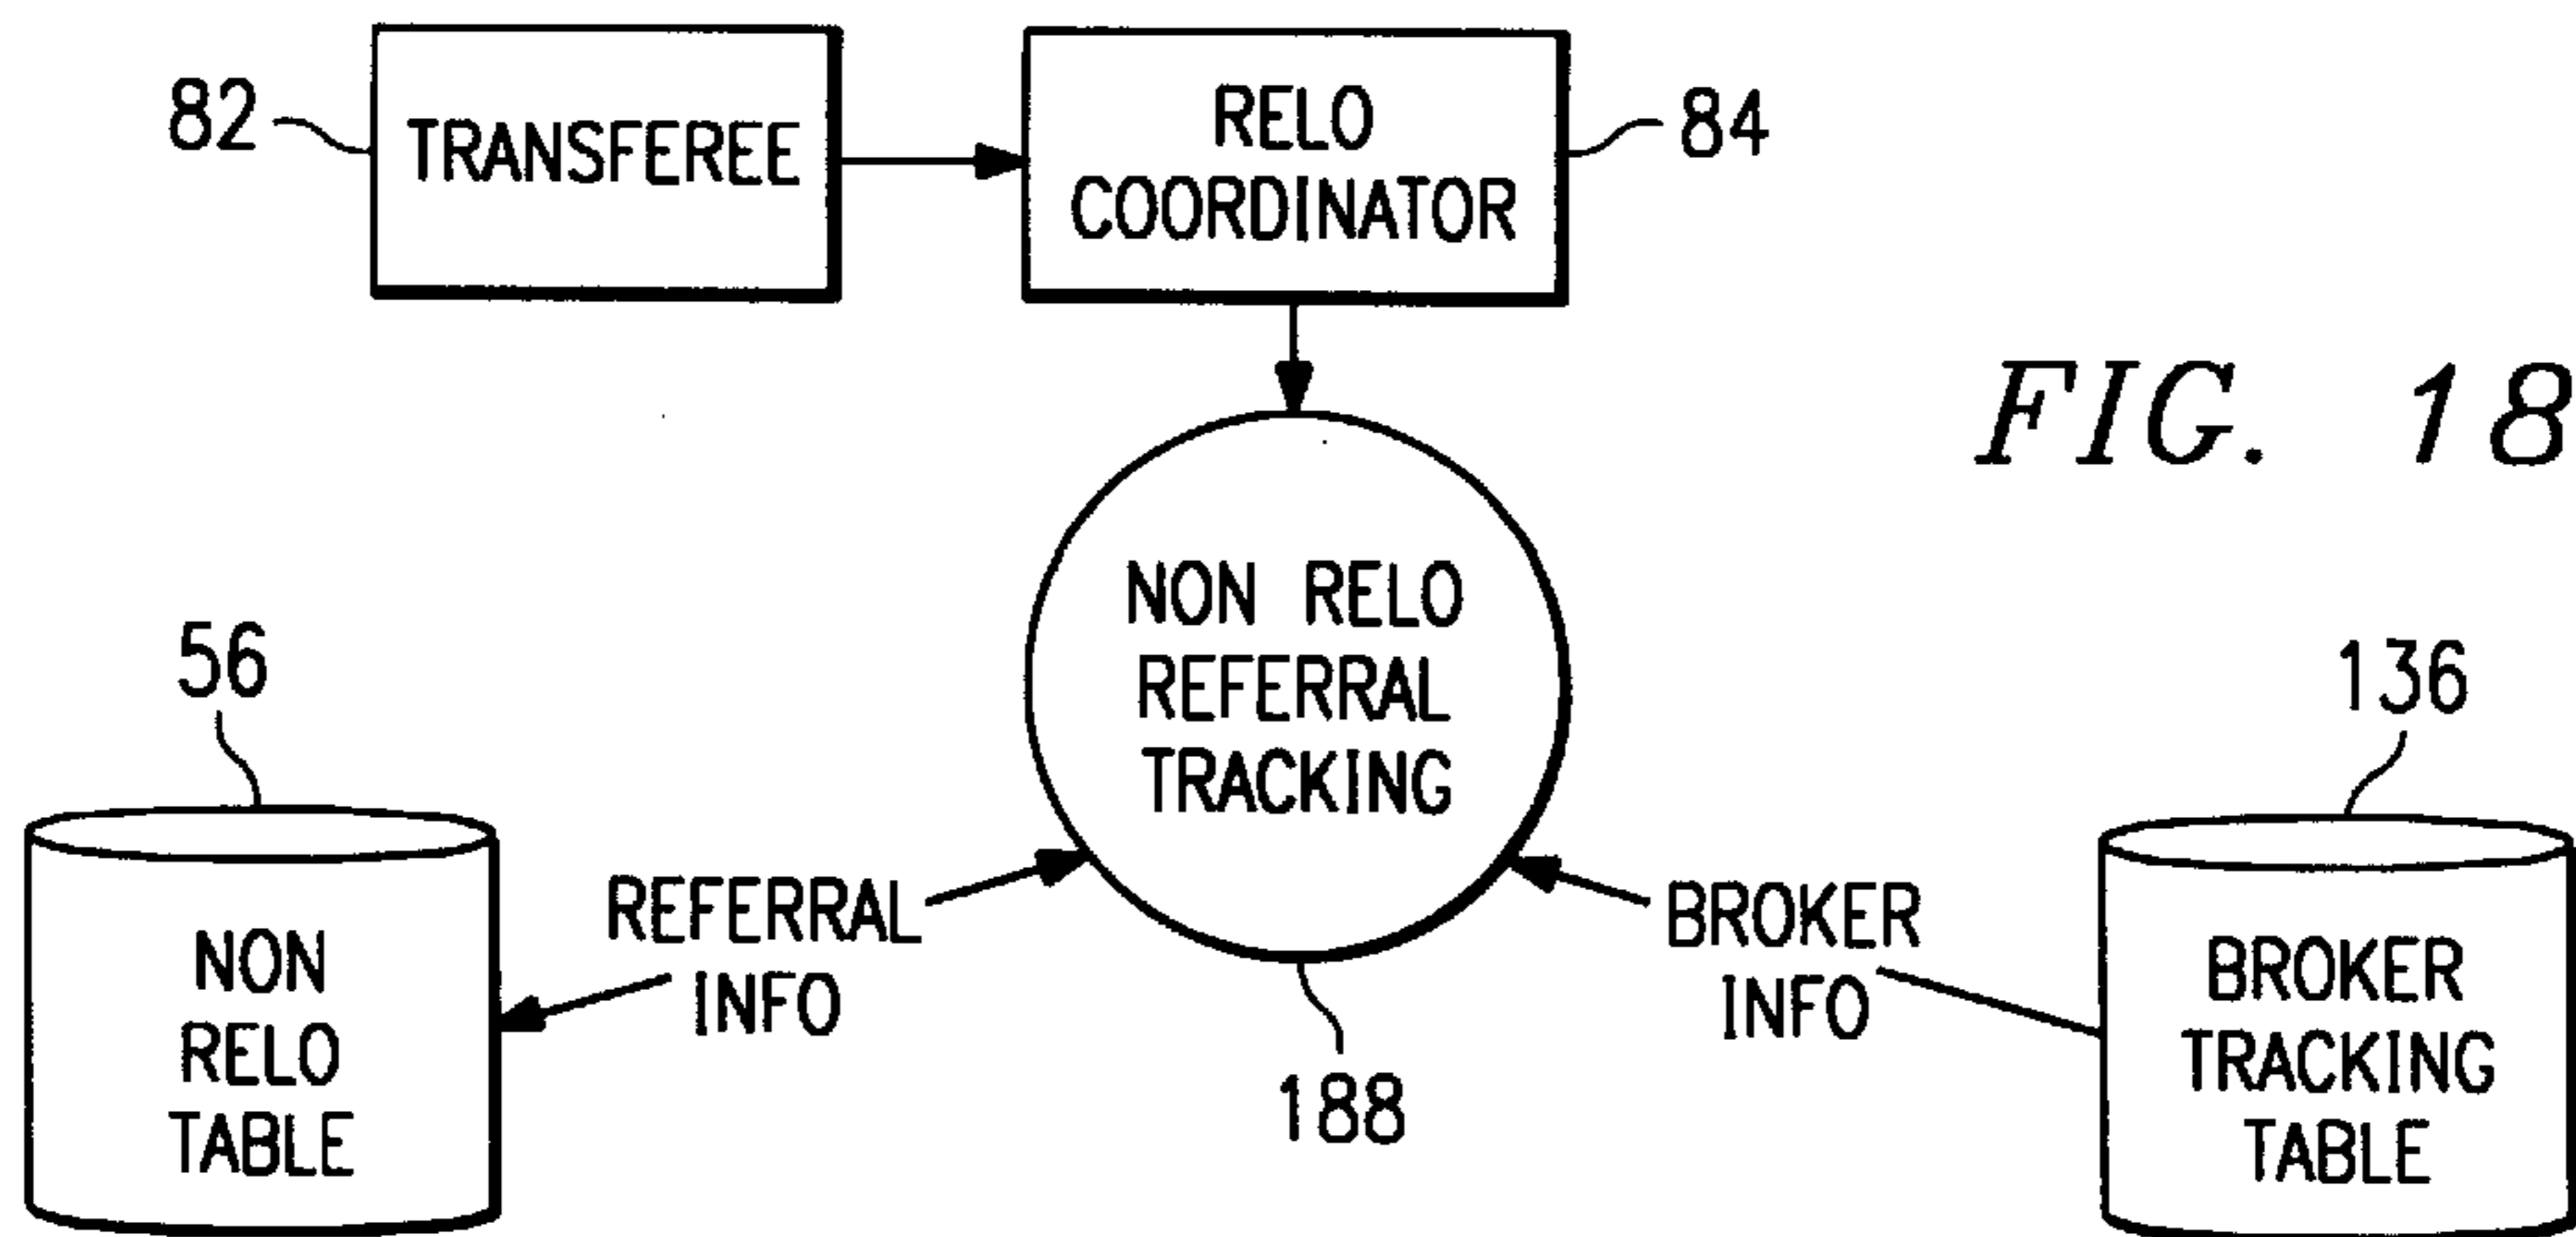 82
TRANSFEREE
RELO
COORDINATOR
84
FIG. 18
NON RELO
REFERRAL
TRACKING
188
56
NON
RELO
TABLE
REFERRAL
INFO
BROKER
INFO
136
BROKER
TRACKING
TABLE